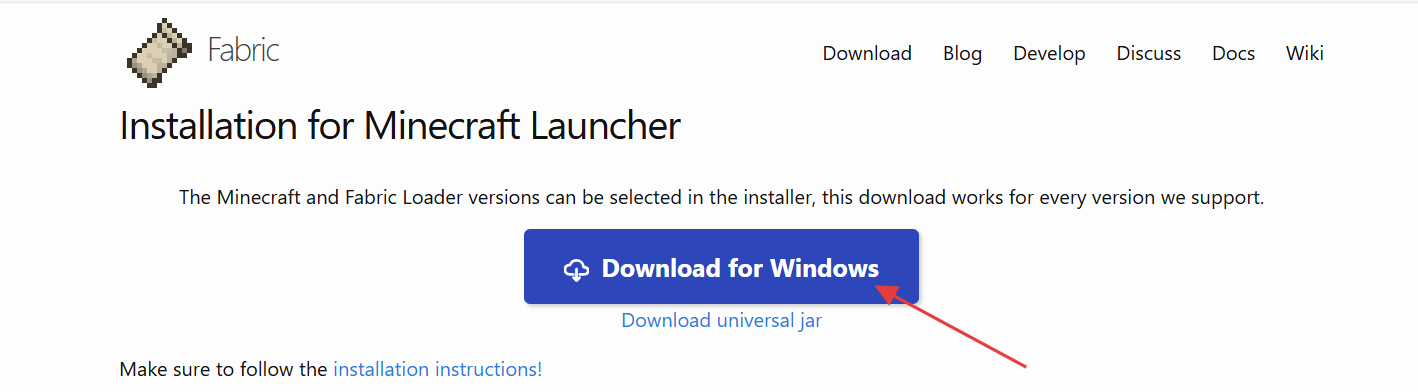 Fabric
Download Blog Develop Discuss Docs Wiki
Installation for Minecraft Launcher
The Minecraft and Fabric Loader versions can be selected in the installer, this download works for every version we support.
Download for Windows
Download universal jar
Make sure to follow the installation instructions!